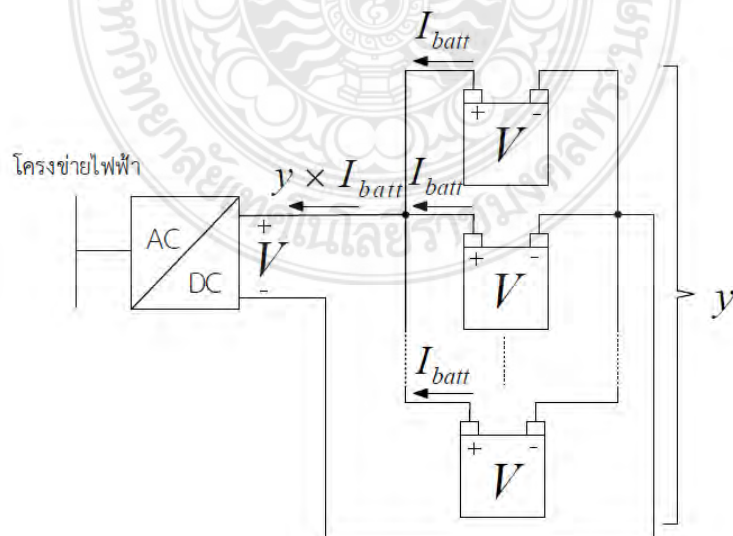 I_batt
+ - 
V
โครงข่ายไฟฟ้า
y × I_batt
I_batt
AC
DC
+
V
-
+ -
V
y
I_batt
+ -
V